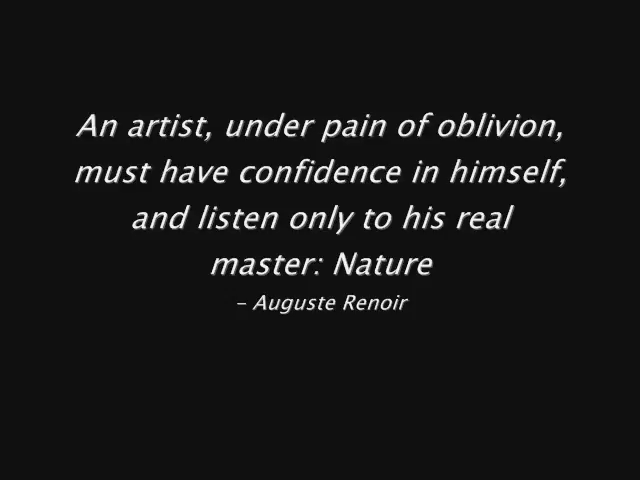 An artist, under pain of oblivion,
must have confidence in himself,
and listen only to his real
master: Nature
– Auguste Renoir